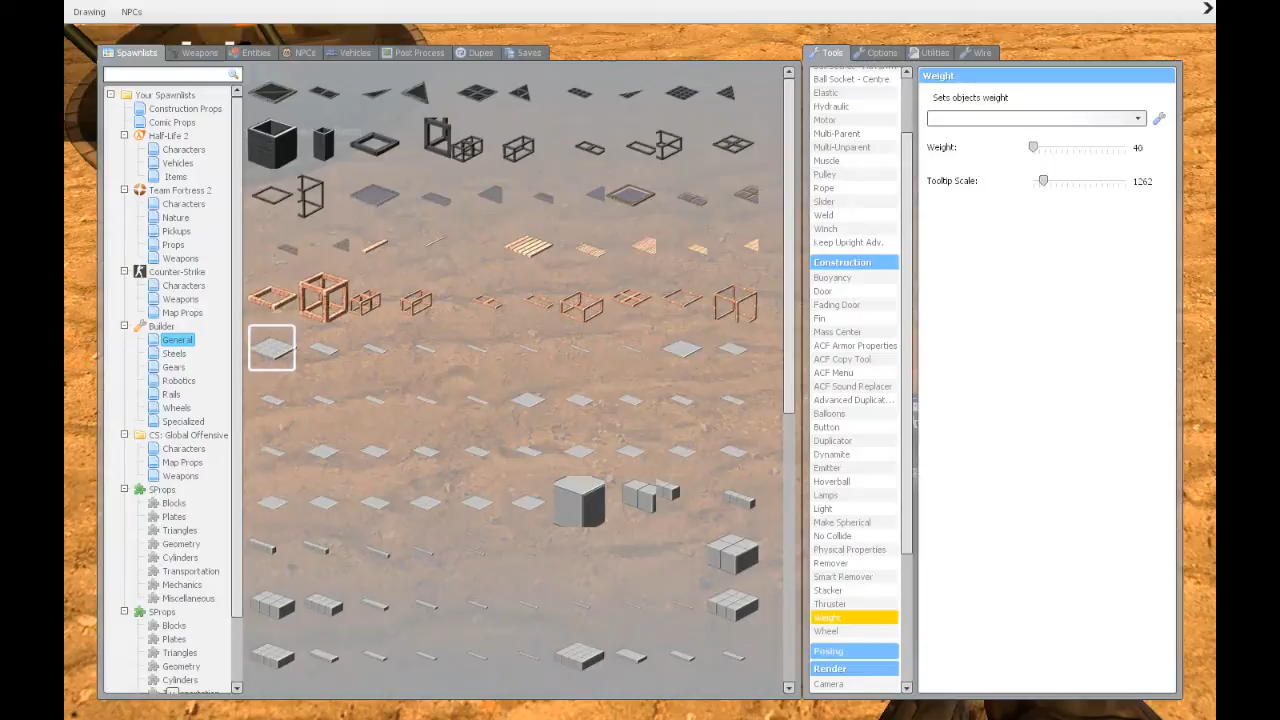 Drawing NPCs
Spawnlists Weapons Entities NPCs Vehicles Post Process Dupes Saves
Your Spawnlists
Construction Props
Comic Props
Half-Life 2
Characters
Vehicles
Items
Team Fortress 2
Characters
Nature
Pickups
Props
Weapons
Counter-Strike
Characters
Weapons
Map Props
Builder
General
Steels
Gears
Robotics
Rails
Wheels
Specialized
CS: Global Offensive
Characters
Map Props
Weapons
SProps
Blocks
Plates
Triangles
Geometry
Cylinders
Transportation
Mechanics
Miscellaneous
SProps
Blocks
Plates
Triangles
Geometry
Cylinders
Tools Options Utilities Wire
Ball Socket - Centre
Elastic
Hydraulic
Motor
Multi-Parent
Multi-Unparent
Muscle
Pulley
Rope
Slider
Weld
Winch
Keep Upright Adv.
Construction
Buoyancy
Door
Fading Door
Fin
Mass Center
ACF Armor Properties
ACF Copy Tool
ACF Menu
ACF Sound Replacer
Advanced Duplicat...
Balloons
Button
Duplicator
Dynamite
Emitter
Hoverball
Lamps
Light
Make Spherical
No Collide
Physical Properties
Remover
Smart Remover
Stacker
Thruster
Weight
Wheel
Posing
Render
Camera
Weight
Sets objects weight
Weight: 40
Tooltip Scale: 1262